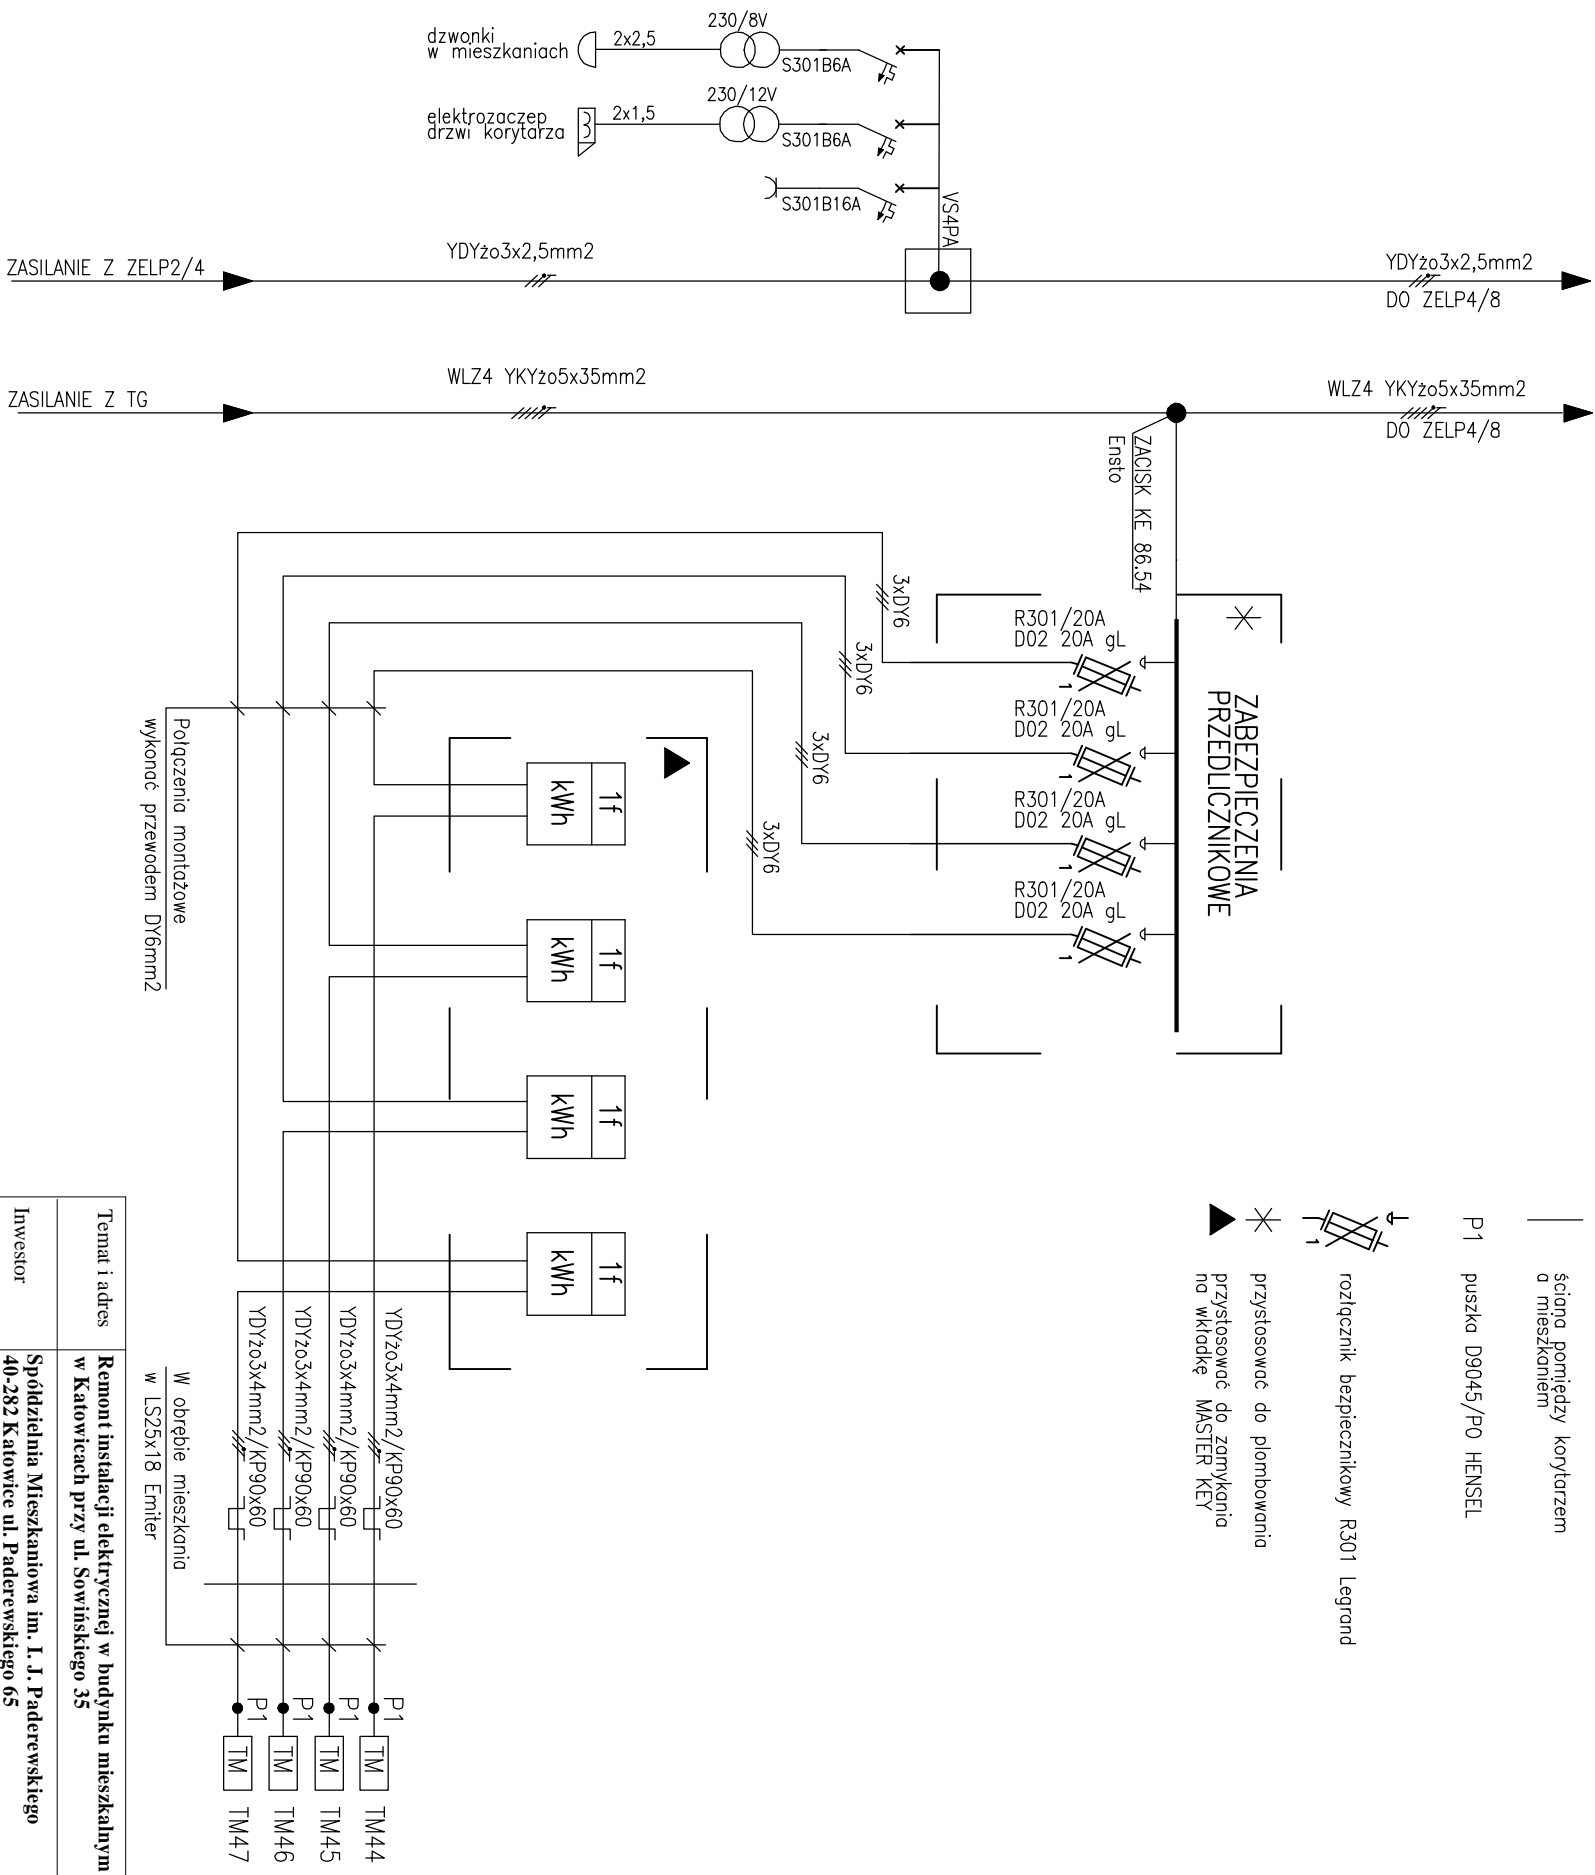 dzwonki
w mieszkaniach
2x2,5
230/8V
S301B6A
elektrozaczep
drzwi korytarza
2x1,5
230/12V
S301B6A
S301B16A
VS4PA
ZASILANIE Z ZELP2/4
YDYżo3x2,5mm2
YDYżo3x2,5mm2
DO ZELP4/8
ZASILANIE Z TG
WLZ4 YKYżo5x35mm2
WLZ4 YKYżo5x35mm2
DO ZELP4/8
ZACISK KE 86.54
Ensto
ZABEZPIECZENIA
PRZEDLICZNIKOWE
R301/20A
D02 20A gL
1
R301/20A
D02 20A gL
1
R301/20A
D02 20A gL
1
R301/20A
D02 20A gL
1
3xDY6
3xDY6
3xDY6
3xDY6
Połączenia montażowe
wykonać przewodem DY6mm2
1f
kWh
1f
kWh
1f
kWh
1f
kWh
YDYżo3x4mm2/KP90x60
YDYżo3x4mm2/KP90x60
YDYżo3x4mm2/KP90x60
YDYżo3x4mm2/KP90x60
W obrębie mieszkania
w LS25x18 Emiter
P1
TM
TM44
P1
TM
TM45
P1
TM
TM46
P1
TM
TM47
ściana pomiędzy korytarzem
a mieszkaniem
P1 puszka D9045/PO HENSEL
1
rozłącznik bezpiecznikowy R301 Legrand
przystosować do plombowania
przystosować do zamykania
na wkładkę MASTER KEY
Temat i adres
Remont instalacji elektrycznej w budynku mieszkalnym
w Katowicach przy ul. Sowińskiego 35
Inwestor
Spółdzielnia Mieszkaniowa im. I. J. Paderewskiego
40-282 Katowice ul. Paderewskiego 65